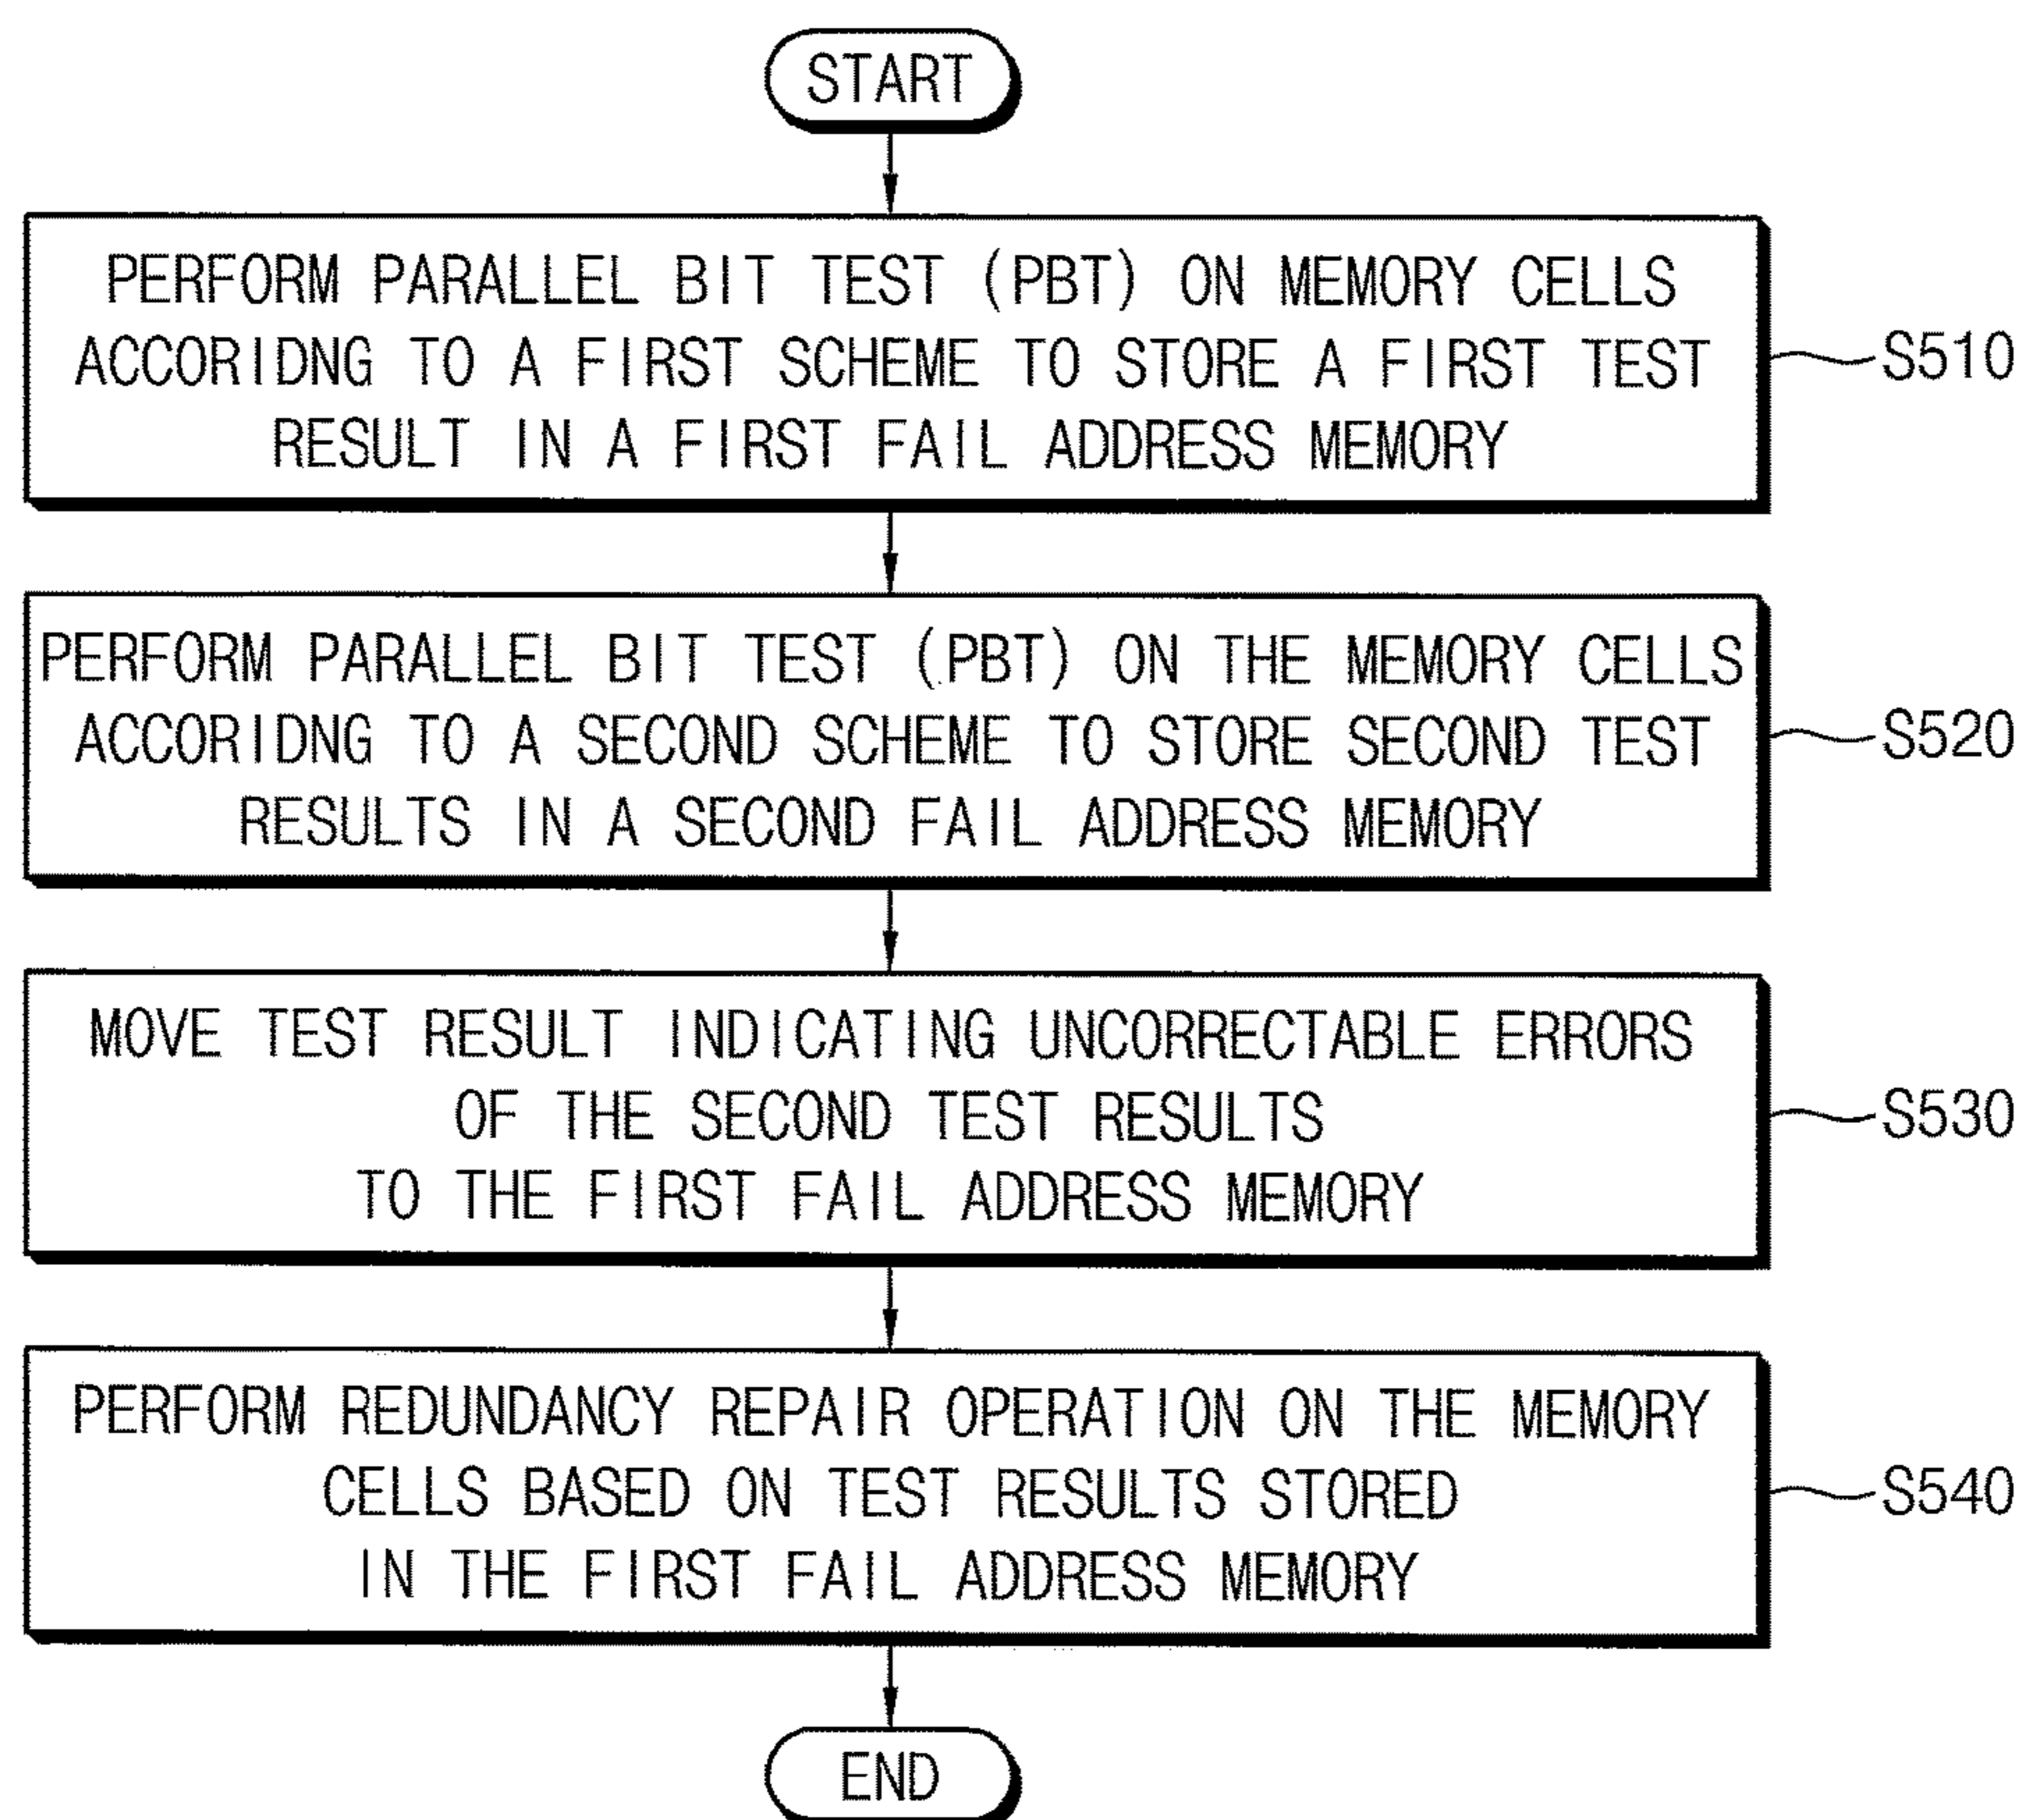 START
PERFORM PARALLEL BIT TEST (PBT) ON MEMORY CELLS
ACCORIDNG TO A FIRST SCHEME TO STORE A FIRST TEST
RESULT IN A FIRST FAIL ADDRESS MEMORY
S510
PERFORM PARALLEL BIT TEST (PBT) ON THE MEMORY CELLS
ACCORIDNG TO A SECOND SCHEME TO STORE SECOND TEST
RESULTS IN A SECOND FAIL ADDRESS MEMORY
S520
MOVE TEST RESULT INDICATING UNCORRECTABLE ERRORS
OF THE SECOND TEST RESULTS
TO THE FIRST FAIL ADDRESS MEMORY
S530
PERFORM REDUNDANCY REPAIR OPERATION ON THE MEMORY
CELLS BASED ON TEST RESULTS STORED
IN THE FIRST FAIL ADDRESS MEMORY
S540
END